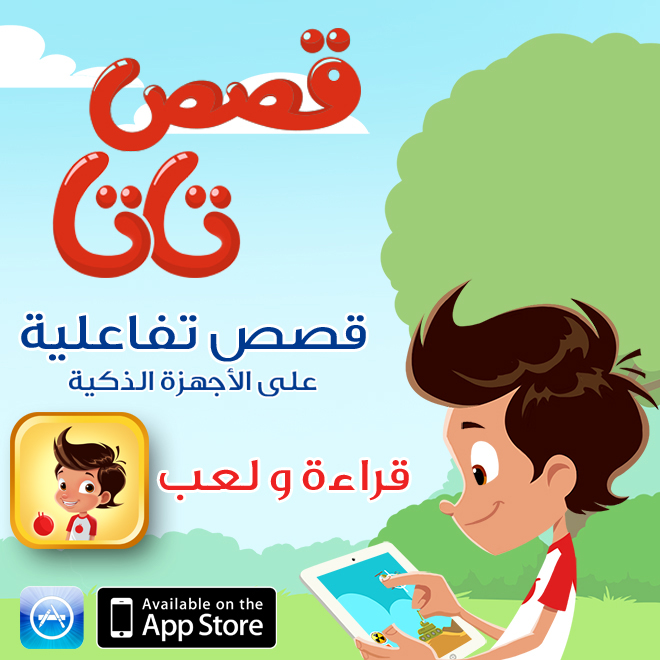 قصص
تاتا
قصص تفاعلية
على الأجهزة الذكية
قراءة و لعب
Available on the
App Store